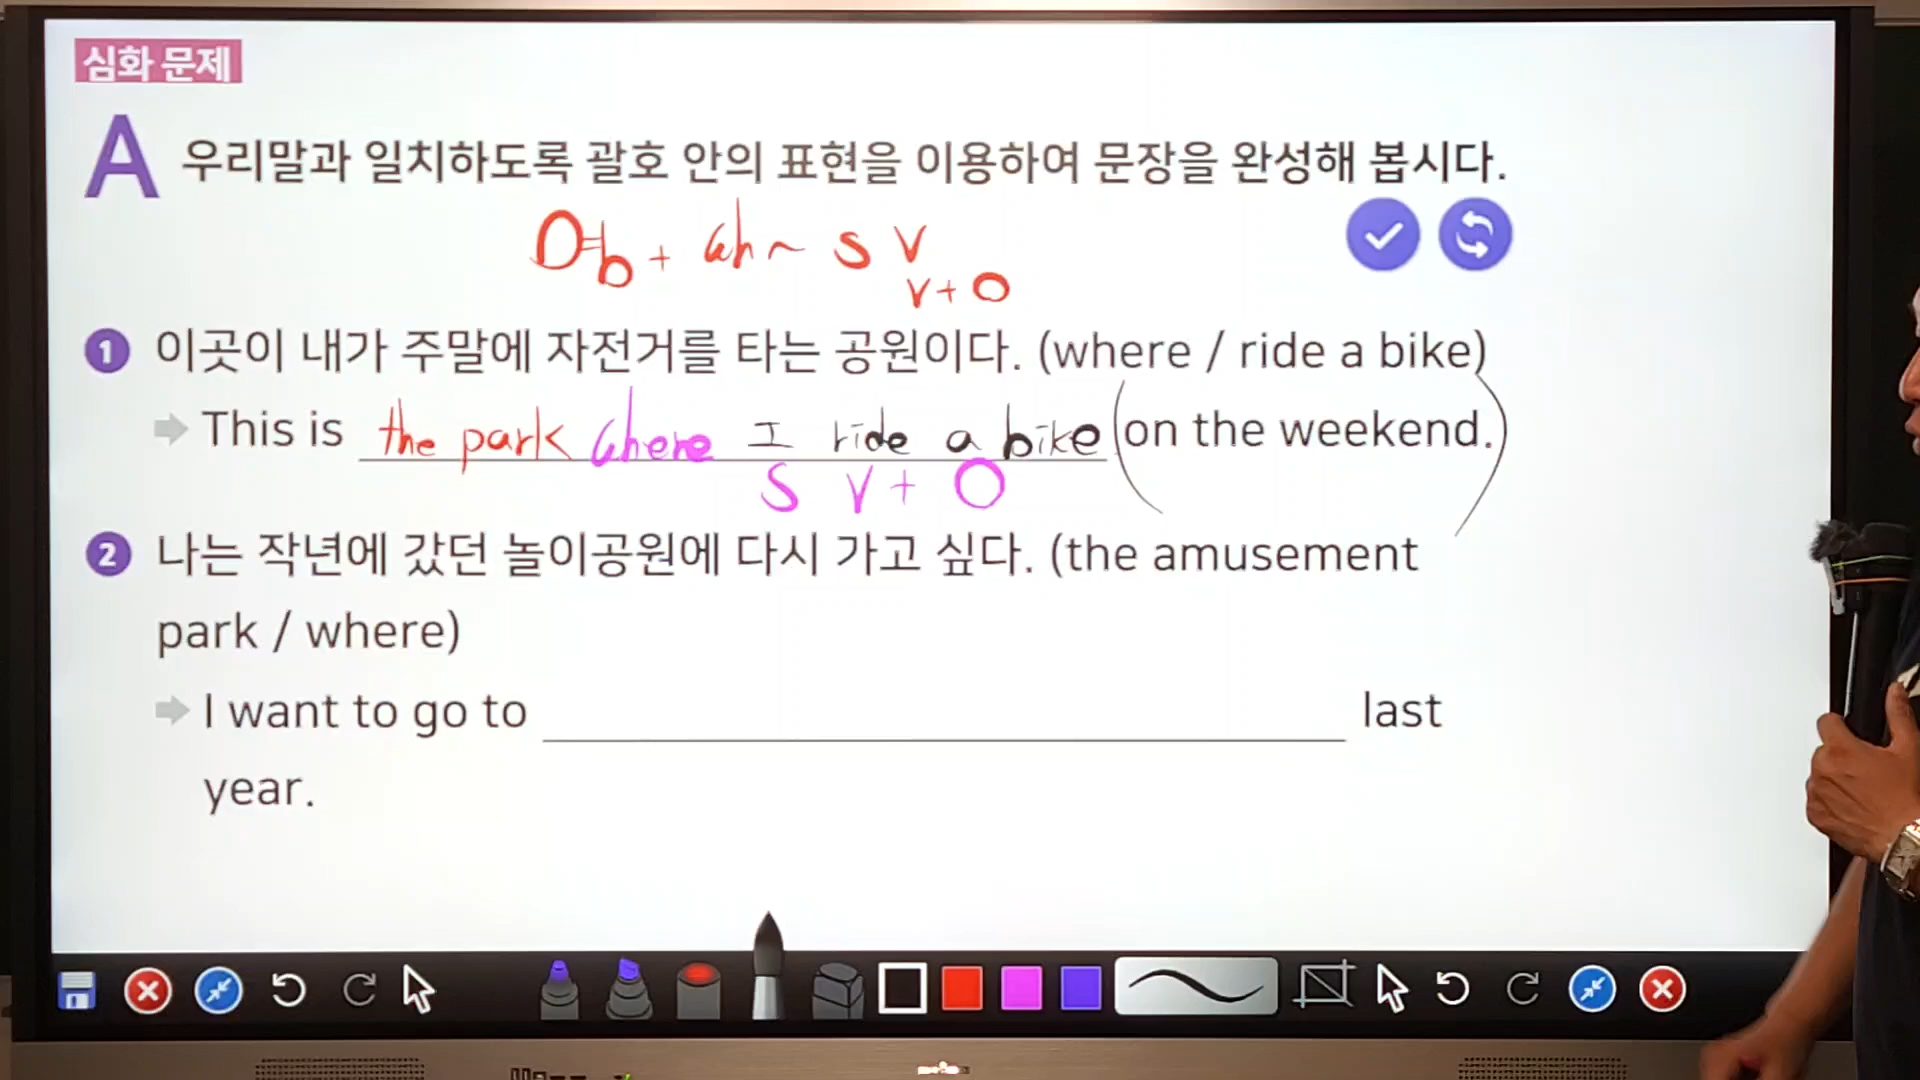 심화 문제
A 우리말과 일치하도록 괄호 안의 표현을 이용하여 문장을 완성해 봅시다.
+ wh~ S V
V + O
1 이곳이 내가 주말에 자전거를 타는 공원이다. (where / ride a bike)
This is the park where I ride a bike (on the weekend.)
S V + O
2 나는 작년에 갔던 놀이공원에 다시 가고 싶다. (the amusement
park / where)
I want to go to last
year.